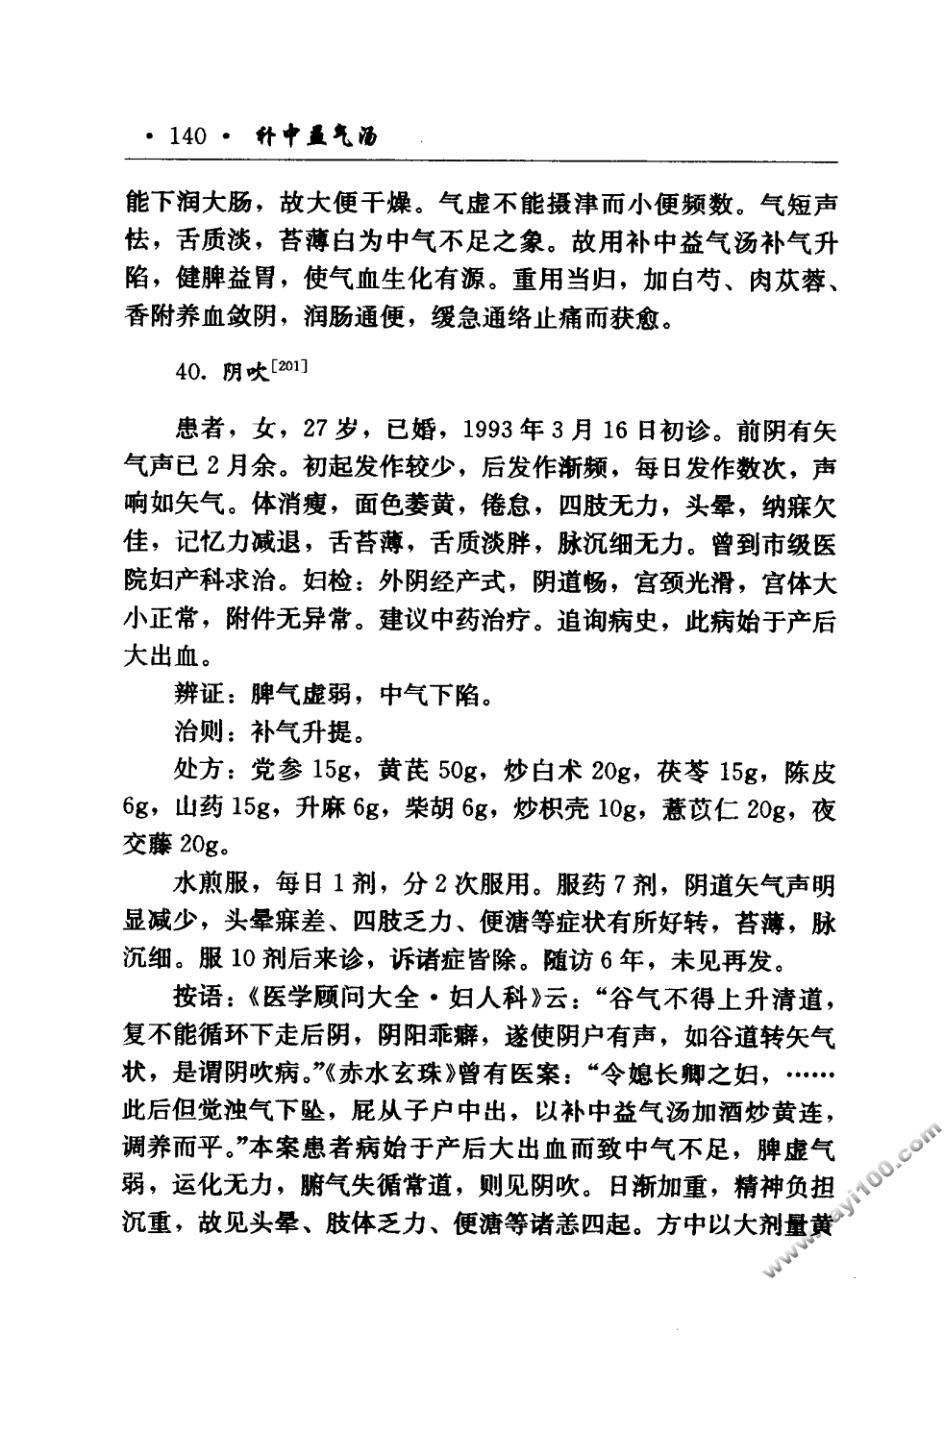 · 140 · 补中益气汤
能下润大肠，故大便干燥。气虚不能摄津而小便频数。气短声
怯，舌质淡，苔薄白为中气不足之象。故用补中益气汤补气升
陷，健脾益胃，使气血生化有源。重用当归，加白芍、肉苁蓉、
香附养血敛阴，润肠通便，缓急通络止痛而获愈。
40. 阴吹[201]
患者，女，27岁，已婚，1993年3月16日初诊。前阴有矢
气声已2月余。初起发作较少，后发作渐频，每日发作数次，声
响如矢气。体消瘦，面色萎黄，倦怠，四肢无力，头晕，纳寐欠
佳，记忆力减退，舌苔薄，舌质淡胖，脉沉细无力。曾到市级医
院妇产科求治。妇检：外阴经产式，阴道畅，宫颈光滑，宫体大
小正常，附件无异常。建议中药治疗。追询病史，此病始于产后
大出血。
辨证：脾气虚弱，中气下陷。
治则：补气升提。
处方：党参15g，黄芪50g，炒白术20g，茯苓15g，陈皮
6g，山药15g，升麻6g，柴胡6g，炒枳壳10g，薏苡仁20g，夜
交藤20g。
水煎服，每日1剂，分2次服用。服药7剂，阴道矢气声明
显减少，头晕寐差、四肢乏力、便溏等症状有所好转，苔薄，脉
沉细。服10剂后来诊，诉诸症皆除。随访6年，未见再发。
按语：《医学顾问大全·妇人科》云：“谷气不得上升清道，
复不能循环下走后阴，阴阳乖癖，遂使阴户有声，如谷道转矢气
状，是谓阴吹病。”《赤水玄珠》曾有医案：“令媳长卿之妇，……
此后但觉浊气下坠，屁从子户中出，以补中益气汤加酒炒黄连，
调养而平。”本案患者病始于产后大出血而致中气不足，脾虚气
弱，运化无力，腑气失循常道，则见阴吹。日渐加重，精神负担
沉重，故见头晕、肢体乏力、便溏等诸恙四起。方中以大剂量黄